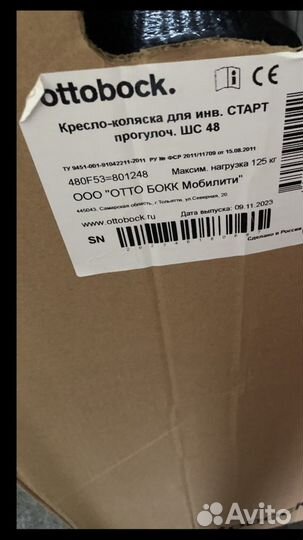 ottobock.
CE
Кресло-коляска для инв. СТАРТ
прогулоч. ШС 48
ТУ 9451-001-91042211-2011 РУ № ФСР 2011/11709 от 15.08.2011
480F53=801248 Максим. нагрузка 125 кг
ООО "ОТТО БОКК Мобилити"
445043, Самарская область, г.Тольятти, ул.Северная, 20.
www.ottobock.ru Дата выпуска: 09.11.2023
SN
Сделано в России
Avito